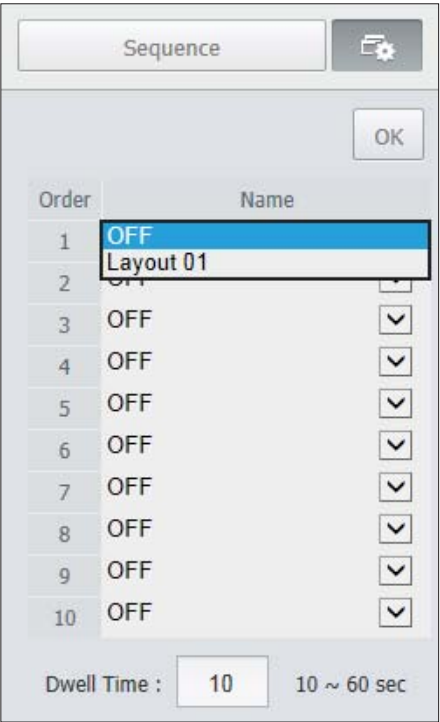 Sequence
OK
Order Name
1 OFF
Layout 01
2 OFF
3 OFF
4 OFF
5 OFF
6 OFF
7 OFF
8 OFF
9 OFF
10 OFF
Dwell Time : 10 10 ~ 60 sec